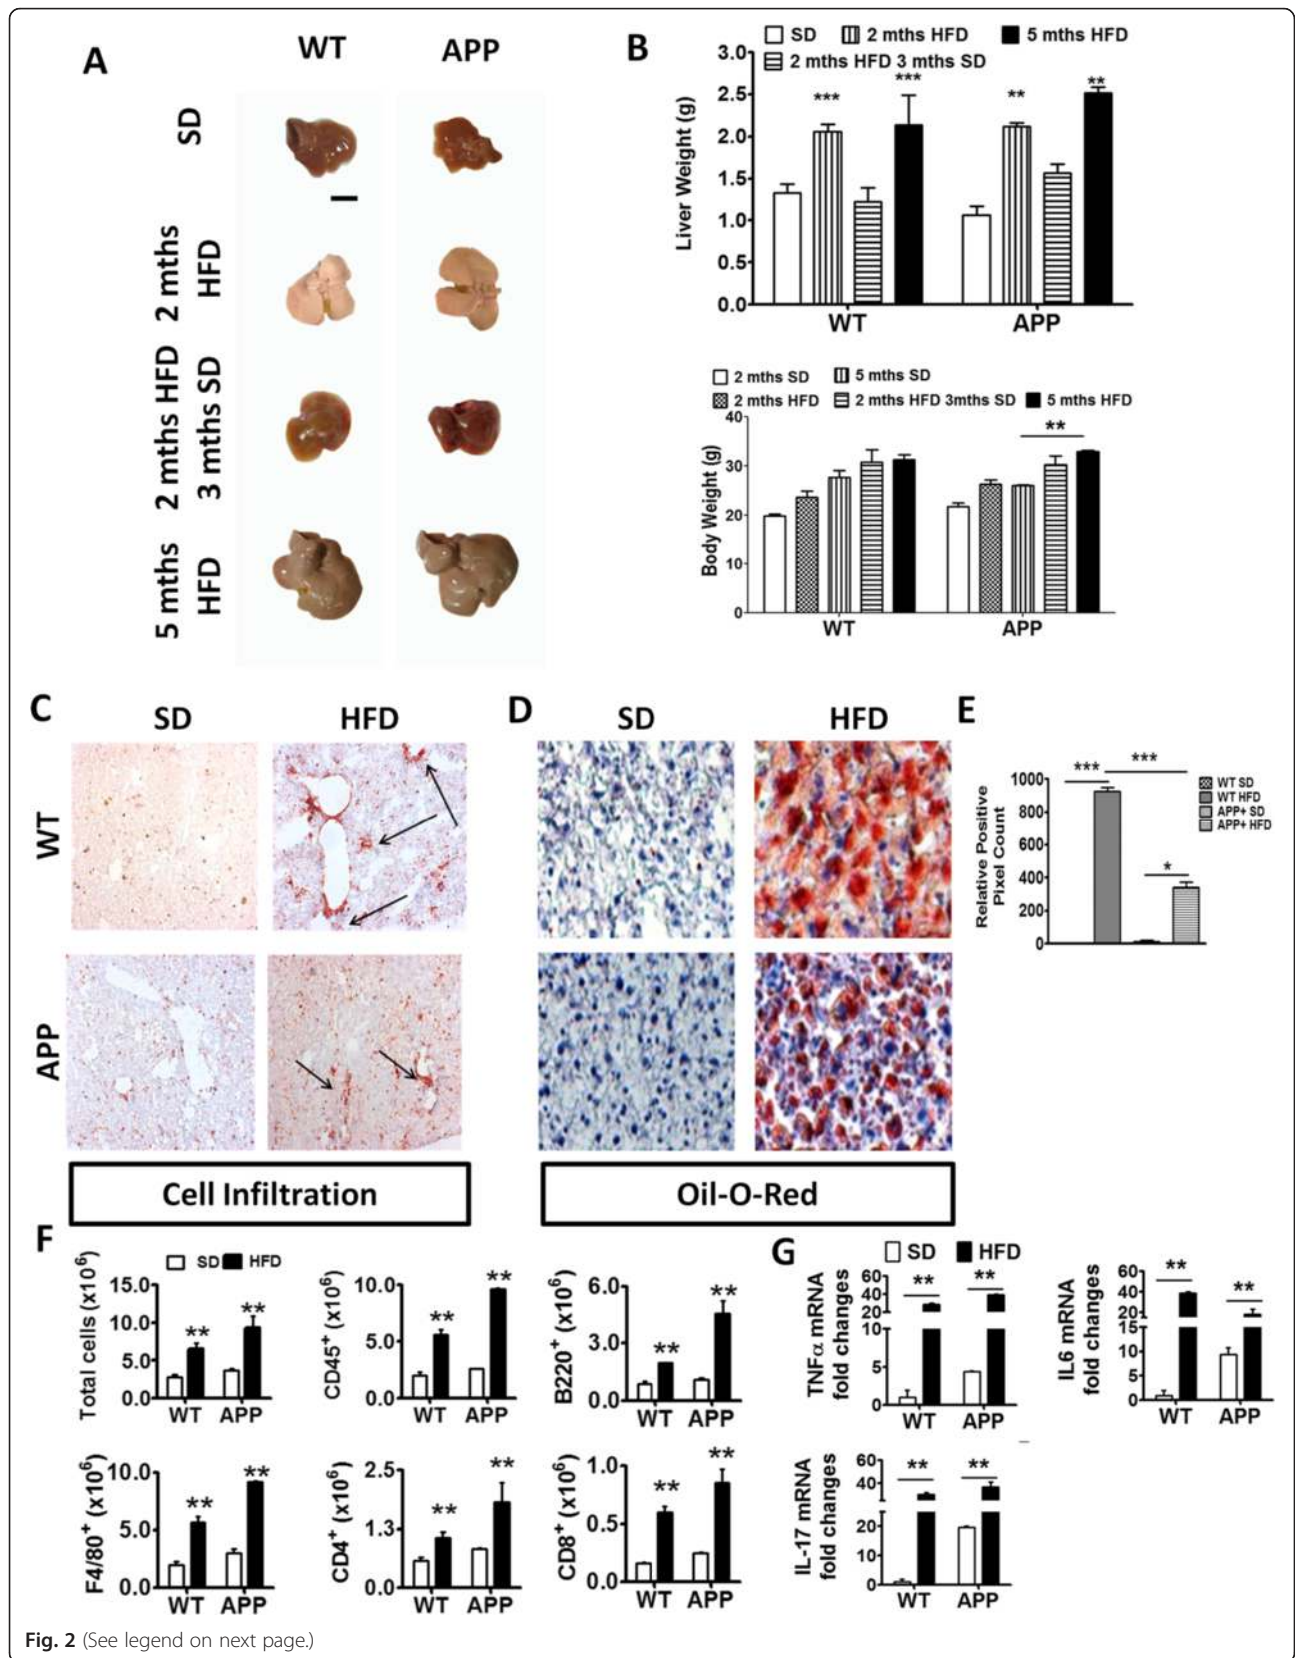 A
WT
APP
SD
2 mths
HFD
2 mths HFD
3 mths SD
5 mths
HFD
B
SD 2 mths HFD 5 mths HFD
2 mths HFD 3 mths SD
Liver Weight (g)
3.0
2.5
2.0
1.5
1.0
0.5
0.0
*** *** ** **
WT APP
2 mths SD 5 mths SD
2 mths HFD 2 mths HFD 3mths SD 5 mths HFD
Body Weight (g)
40
30
20
10
0
**
WT APP
C
SD HFD
WT
APP
Cell Infiltration
D
SD HFD
Oil-O-Red
E
Relative Positive
Pixel Count
1000
800
600
400
200
0
*** *** *
WT SD
WT HFD
APP+ SD
APP+ HFD
F
SD HFD
Total cells (x10⁶)
15.0
10.0
5.0
0.0
** **
WT APP
CD45⁺ (x10⁶)
10.0
5.0
0.0
** **
WT APP
B220⁺ (x10⁶)
6.0
3.0
0.0
** **
WT APP
F4/80⁺ (x10⁶)
10.0
5.0
0.0
** **
WT APP
CD4⁺ (x10⁶)
2.5
1.3
0.0
** **
WT APP
CD8⁺ (x10⁶)
1.0
0.5
0.0
** **
WT APP
G
SD HFD
TNFα mRNA
fold changes
60
40
20
10
5
0
** **
WT APP
IL6 mRNA
fold changes
60
40
20
15
10
5
0
** **
WT APP
IL-17 mRNA
fold changes
60
40
20
10
0
** **
WT APP
Fig. 2 (See legend on next page.)